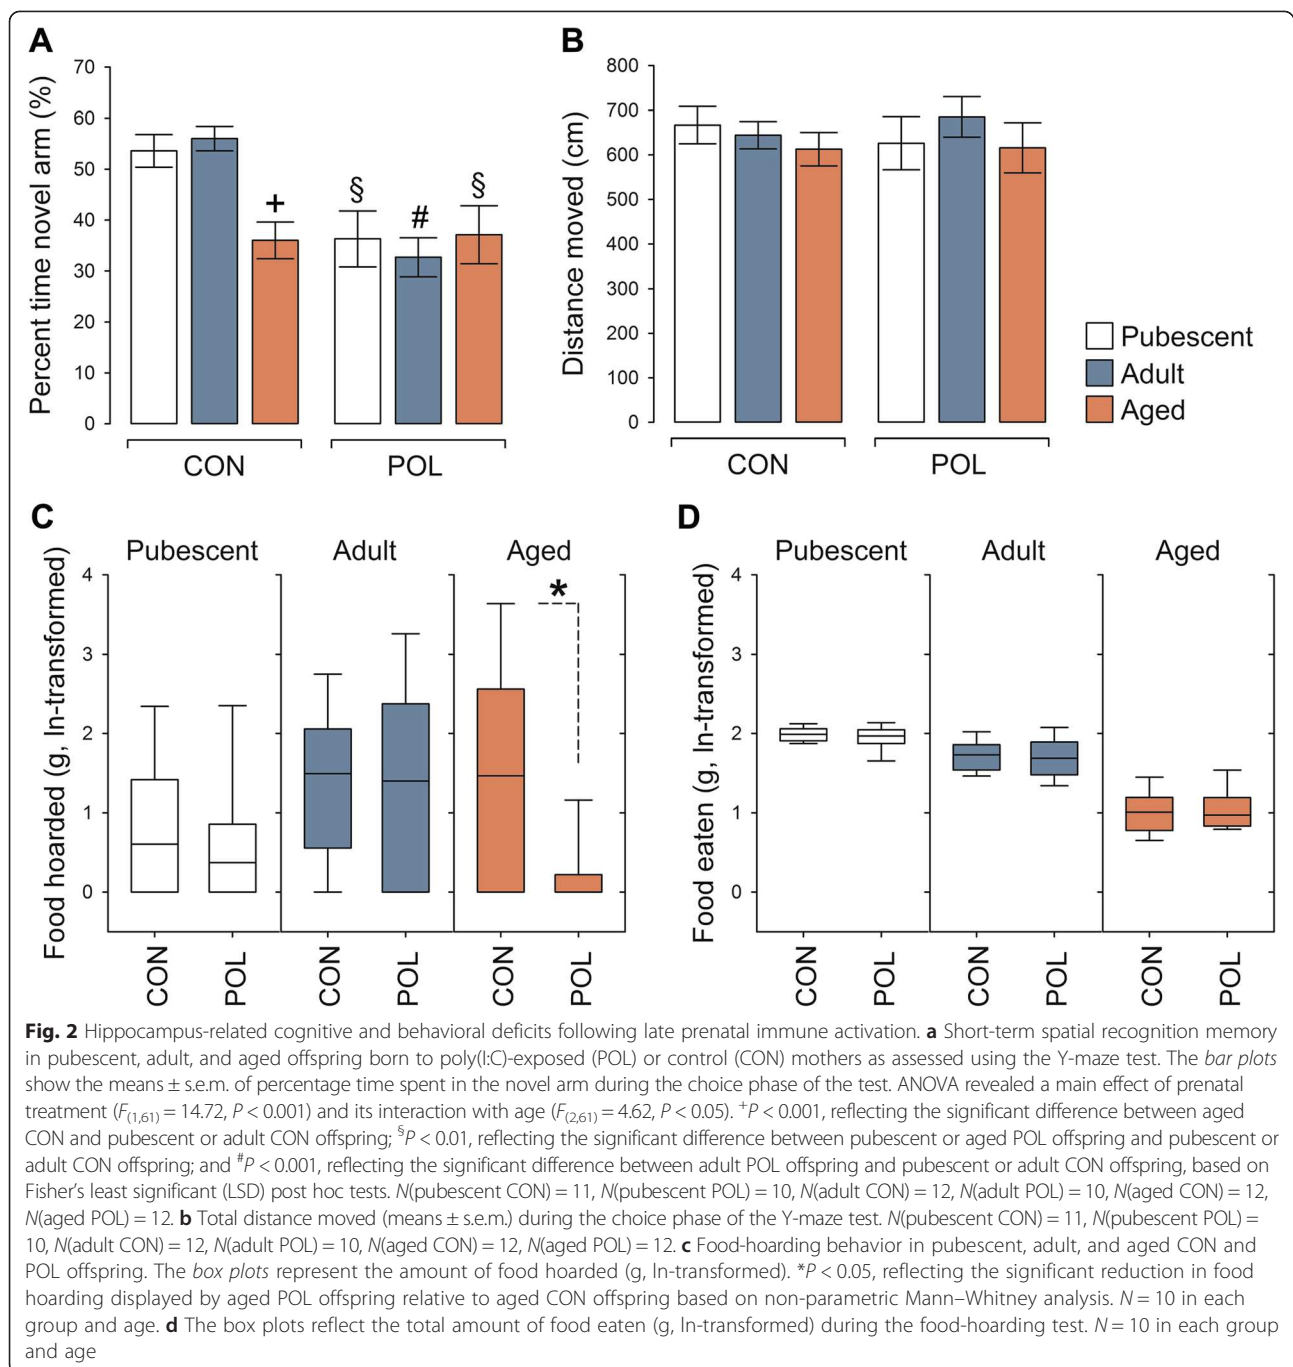 A
Percent time novel arm (%)
70
60
50
40
30
20
10
0
+
§
#
§
CON
POL
B
Distance moved (cm)
800
700
600
500
400
300
200
100
0
CON
POL
Pubescent
Adult
Aged
C
Food hoarded (g, ln-transformed)
Pubescent
Adult
Aged
4
3
2
1
0
*
CON
POL
CON
POL
CON
POL
D
Food eaten (g, ln-transformed)
Pubescent
Adult
Aged
4
3
2
1
0
CON
POL
CON
POL
CON
POL
Fig. 2 Hippocampus-related cognitive and behavioral deficits following late prenatal immune activation. a Short-term spatial recognition memory
in pubescent, adult, and aged offspring born to poly(I:C)-exposed (POL) or control (CON) mothers as assessed using the Y-maze test. The bar plots
show the means ± s.e.m. of percentage time spent in the novel arm during the choice phase of the test. ANOVA revealed a main effect of prenatal
treatment (F(1,61) = 14.72, P < 0.001) and its interaction with age (F(2,61) = 4.62, P < 0.05). +P < 0.001, reflecting the significant difference between aged
CON and pubescent or adult CON offspring; §P < 0.01, reflecting the significant difference between pubescent or aged POL offspring and pubescent or
adult CON offspring; and #P < 0.001, reflecting the significant difference between adult POL offspring and pubescent or adult CON offspring, based on
Fisher's least significant (LSD) post hoc tests. N(pubescent CON) = 11, N(pubescent POL) = 10, N(adult CON) = 12, N(adult POL) = 10, N(aged CON) = 12,
N(aged POL) = 12. b Total distance moved (means ± s.e.m.) during the choice phase of the Y-maze test. N(pubescent CON) = 11, N(pubescent POL) =
10, N(adult CON) = 12, N(adult POL) = 10, N(aged CON) = 12, N(aged POL) = 12. c Food-hoarding behavior in pubescent, adult, and aged CON and
POL offspring. The box plots represent the amount of food hoarded (g, ln-transformed). *P < 0.05, reflecting the significant reduction in food
hoarding displayed by aged POL offspring relative to aged CON offspring based on non-parametric Mann–Whitney analysis. N = 10 in each
group and age. d The box plots reflect the total amount of food eaten (g, ln-transformed) during the food-hoarding test. N = 10 in each group
and age